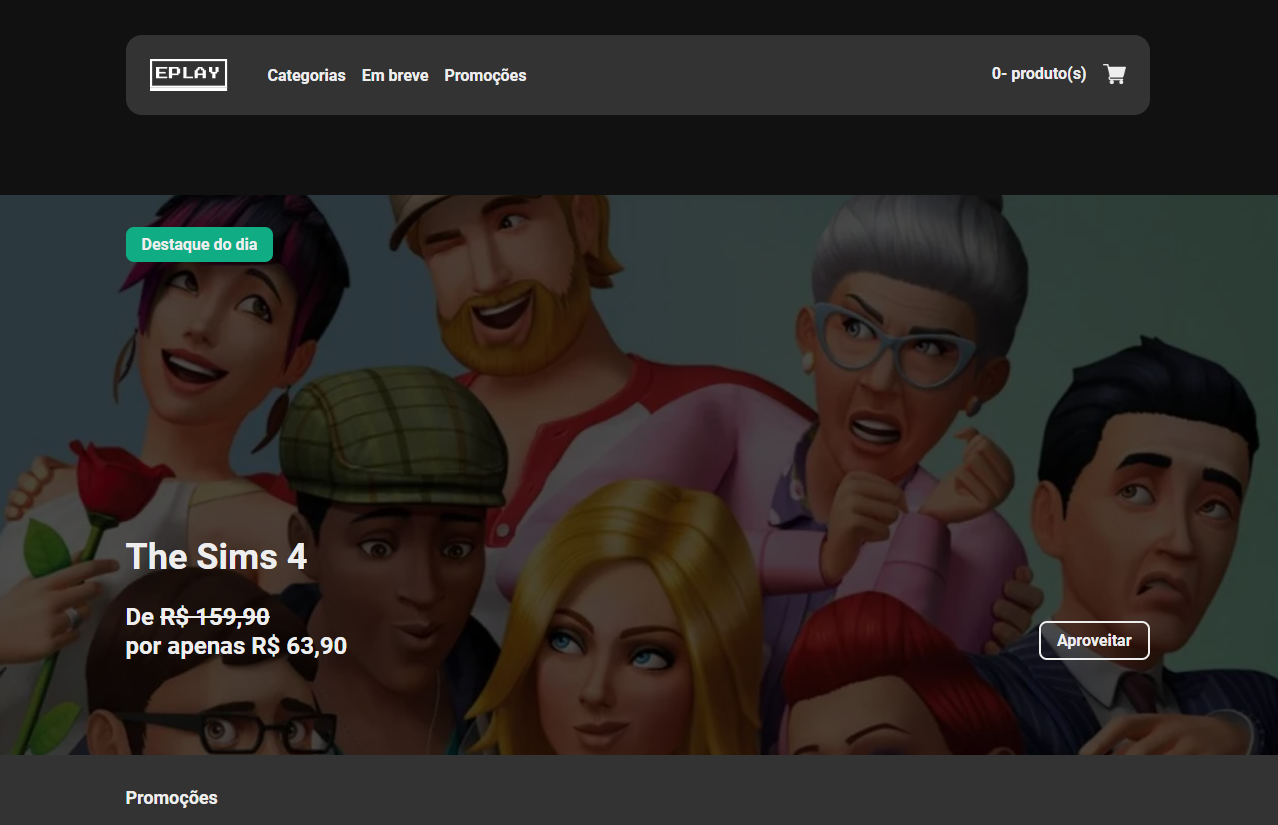 EPLAY
Categorias Em breve Promoções
0- produto(s)
Destaque do dia
The Sims 4
De R$ 159,90
por apenas R$ 63,90
Aproveitar
Promoções